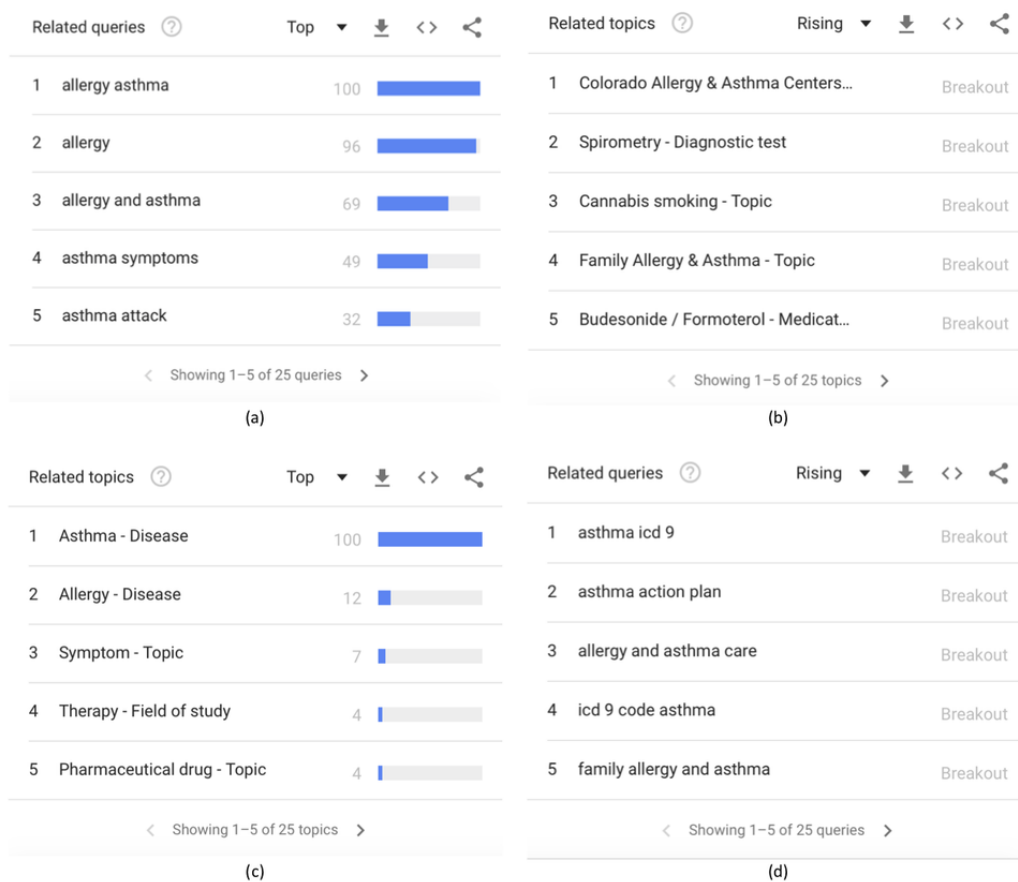 Related queries ? Top
1 allergy asthma 100
2 allergy 96
3 allergy and asthma 69
4 asthma symptoms 49
5 asthma attack 32
Showing 1–5 of 25 queries
(a)
Related topics ? Rising
1 Colorado Allergy & Asthma Centers... Breakout
2 Spirometry - Diagnostic test Breakout
3 Cannabis smoking - Topic Breakout
4 Family Allergy & Asthma - Topic Breakout
5 Budesonide / Formoterol - Medicat... Breakout
Showing 1–5 of 25 topics
(b)
Related topics ? Top
1 Asthma - Disease 100
2 Allergy - Disease 12
3 Symptom - Topic 7
4 Therapy - Field of study 4
5 Pharmaceutical drug - Topic 4
Showing 1–5 of 25 topics
(c)
Related queries ? Rising
1 asthma icd 9 Breakout
2 asthma action plan Breakout
3 allergy and asthma care Breakout
4 icd 9 code asthma Breakout
5 family allergy and asthma Breakout
Showing 1–5 of 25 queries
(d)